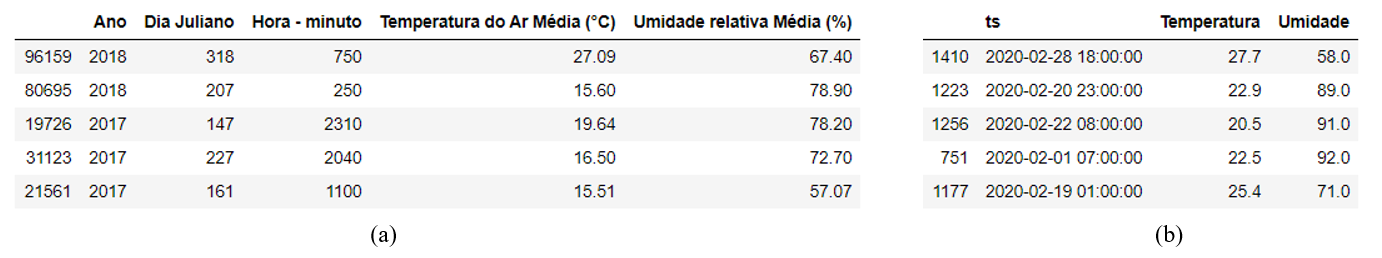 Ano Dia Juliano Hora - minuto Temperatura do Ar Média (°C) Umidade relativa Média (%)
96159 2018 318 750 27.09 67.40
80695 2018 207 250 15.60 78.90
19726 2017 147 2310 19.64 78.20
31123 2017 227 2040 16.50 72.70
21561 2017 161 1100 15.51 57.07
(a)
ts Temperatura Umidade
1410 2020-02-28 18:00:00 27.7 58.0
1223 2020-02-20 23:00:00 22.9 89.0
1256 2020-02-22 08:00:00 20.5 91.0
751 2020-02-01 07:00:00 22.5 92.0
1177 2020-02-19 01:00:00 25.4 71.0
(b)